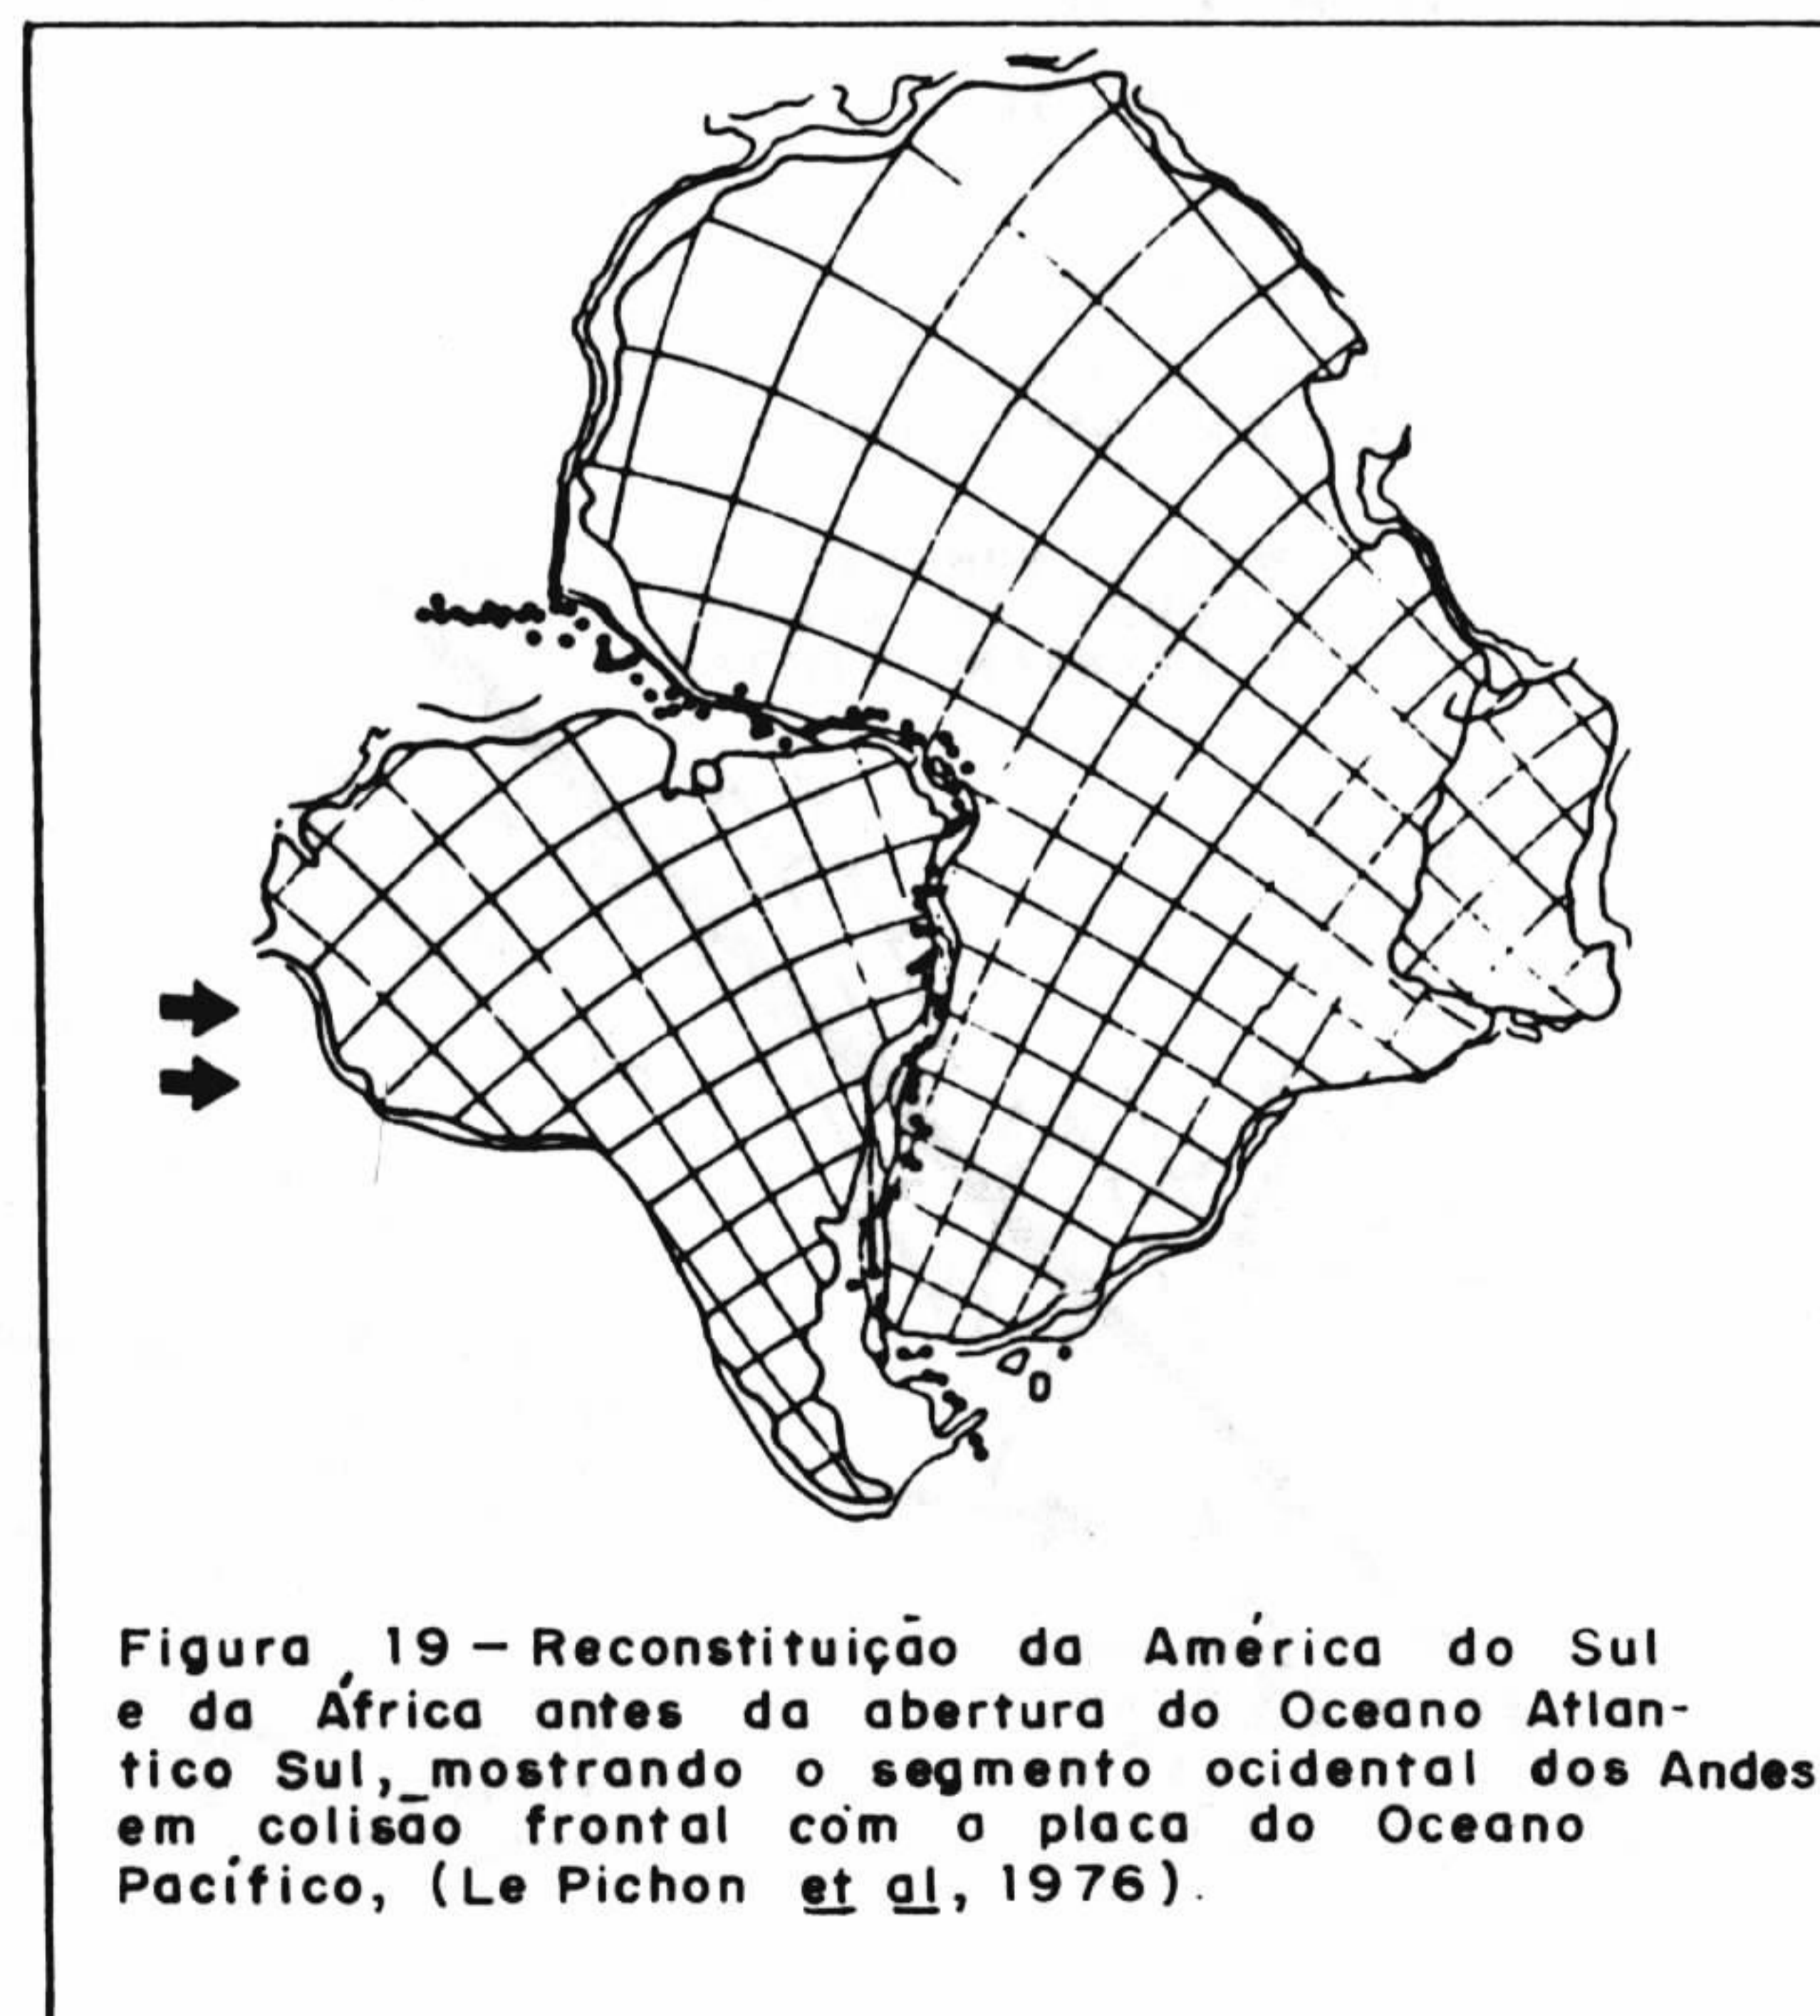 Figura 19 – Reconstituição da América do Sul
e da África antes da abertura do Oceano Atlan-
tico Sul, mostrando o segmento ocidental dos Andes
em colisão frontal com a placa do Oceano
Pacífico, (Le Pichon et al, 1976).